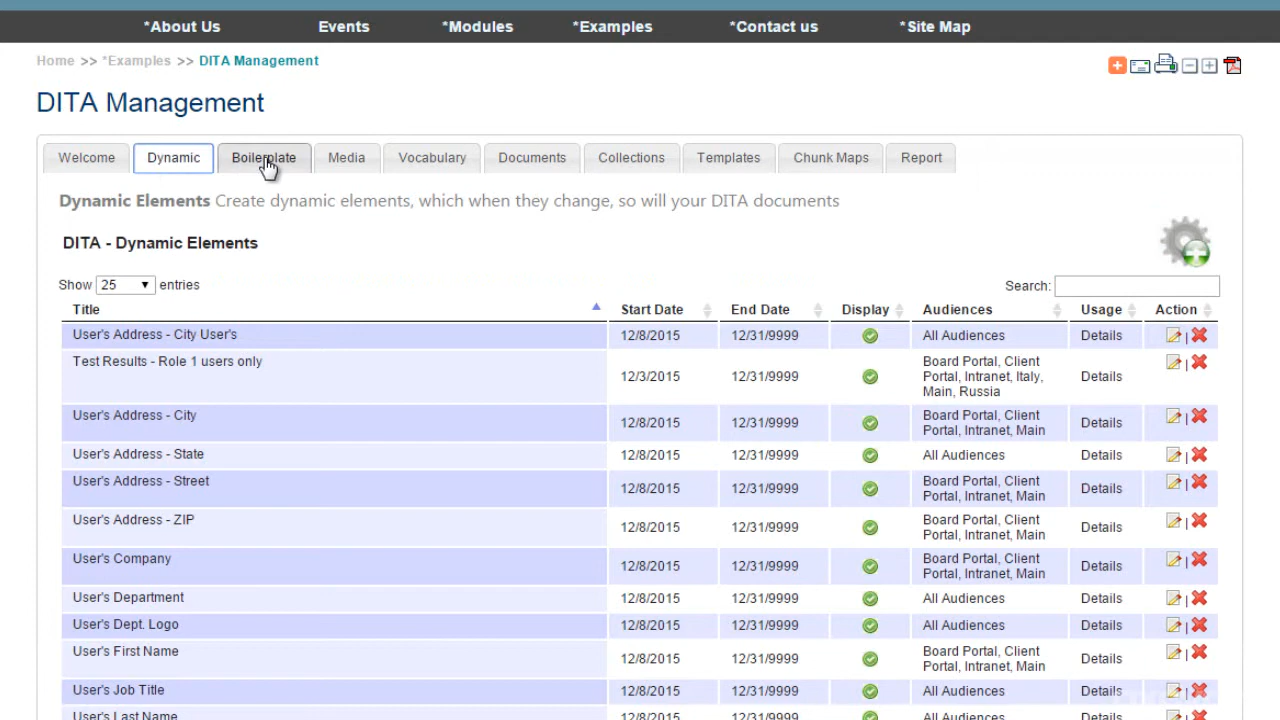 *About Us Events *Modules *Examples *Contact us *Site Map
Home >> *Examples >> DITA Management
DITA Management
Welcome Dynamic Boilerplate Media Vocabulary Documents Collections Templates Chunk Maps Report
Dynamic Elements Create dynamic elements, which when they change, so will your DITA documents
DITA - Dynamic Elements
Show 25 entries Search:
Title Start Date End Date Display Audiences Usage Action
User's Address - City User's 12/8/2015 12/31/9999 All Audiences Details |
Test Results - Role 1 users only 12/3/2015 12/31/9999 Board Portal, Client Portal, Intranet, Italy, Main, Russia Details |
User's Address - City 12/8/2015 12/31/9999 Board Portal, Client Portal, Intranet, Main Details |
User's Address - State 12/8/2015 12/31/9999 All Audiences Details |
User's Address - Street 12/8/2015 12/31/9999 Board Portal, Client Portal, Intranet, Main Details |
User's Address - ZIP 12/8/2015 12/31/9999 Board Portal, Client Portal, Intranet, Main Details |
User's Company 12/8/2015 12/31/9999 Board Portal, Client Portal, Intranet, Main Details |
User's Department 12/8/2015 12/31/9999 All Audiences Details |
User's Dept. Logo 12/8/2015 12/31/9999 All Audiences Details |
User's First Name 12/8/2015 12/31/9999 Board Portal, Client Portal, Intranet, Main Details |
User's Job Title 12/8/2015 12/31/9999 All Audiences Details |
User's Last Name 12/8/2015 12/31/9999 All Audiences Details